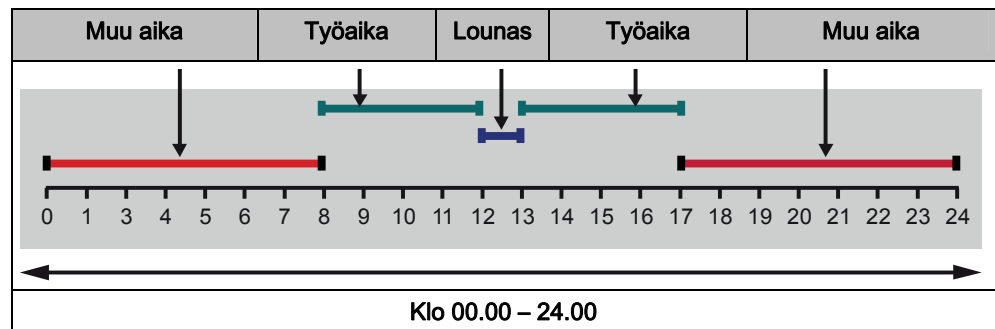 Muu aika Työaika Lounas Työaika Muu aika
0 1 3 4 5 6 7 8 9 10 11 12 13 14 15 16 17 18 19 20 21 22 23 24
Klo 00.00 – 24.00